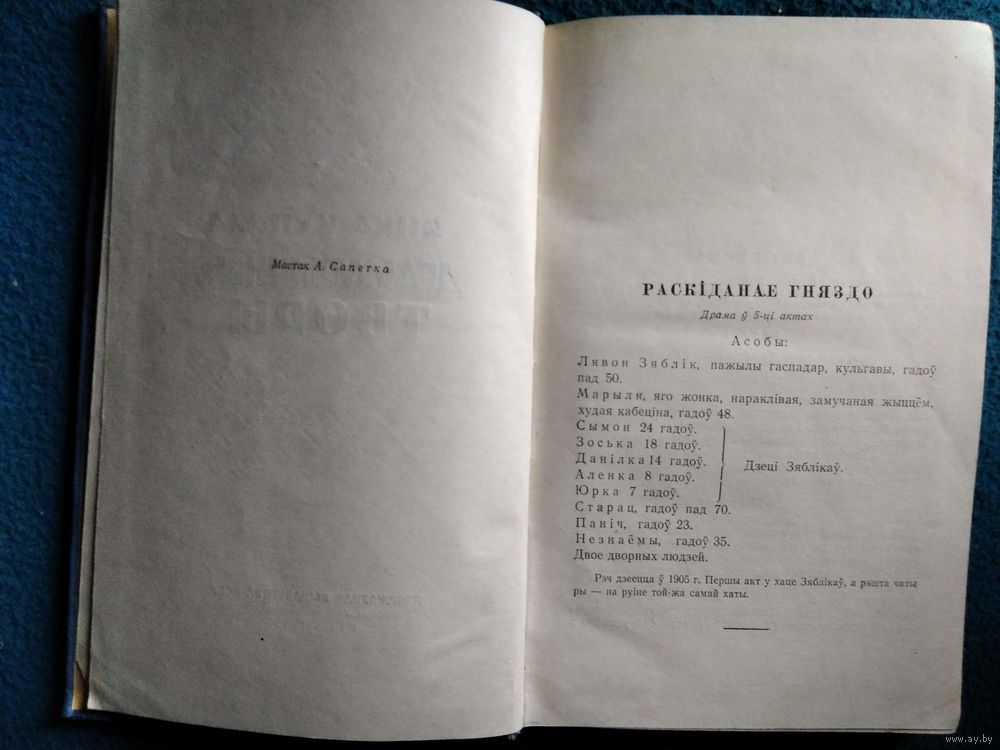 Мастак А. Сапетка
РАСКІДАНАЕ ГНЯЗДО
Драма ў 5-ці актах
Асобы:
Лявон Зяблік, пажылы гаспадар, кульгавы, гадоў
пад 50.
Марыля, яго жонка, нараклівая, замучаная жыццём,
худая кабеціна, гадоў 48.
Сымон 24 гадоў.
Зоська 18 гадоў.
Данілка 14 гадоў.
Аленка 8 гадоў.
Юрка 7 гадоў.
Дзеці Зяблікаў.
Старац, гадоў пад 70.
Паніч, гадоў 23.
Незнаёмы, гадоў 35.
Двое дворных людзей.
Рэч дзеецца ў 1905 г. Першы акт у хаце Зяблікаў, а рэшта чаты
ры — на руіне той-жа самай хаты.
www.ay.by